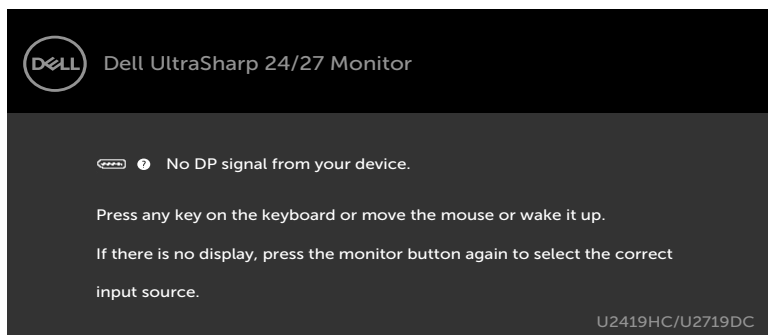 DELL
Dell UltraSharp 24/27 Monitor
? No DP signal from your device.
Press any key on the keyboard or move the mouse or wake it up.
If there is no display, press the monitor button again to select the correct
input source.
U2419HC/U2719DC